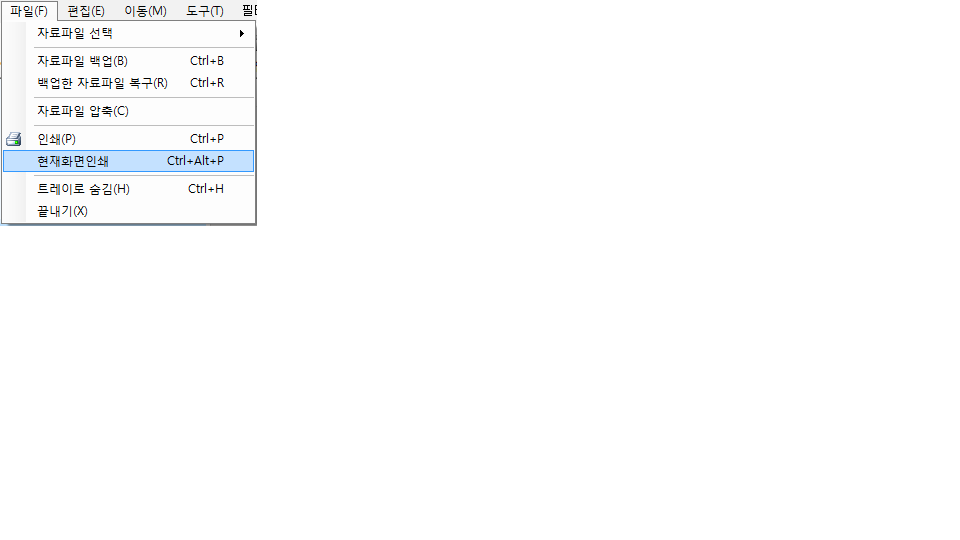 파일(F) 편집(E) 이동(M) 도구(T)
자료파일 선택
자료파일 백업(B) Ctrl+B
백업한 자료파일 복구(R) Ctrl+R
자료파일 압축(C)
인쇄(P) Ctrl+P
현재화면인쇄 Ctrl+Alt+P
트레이로 숨김(H) Ctrl+H
끝내기(X)